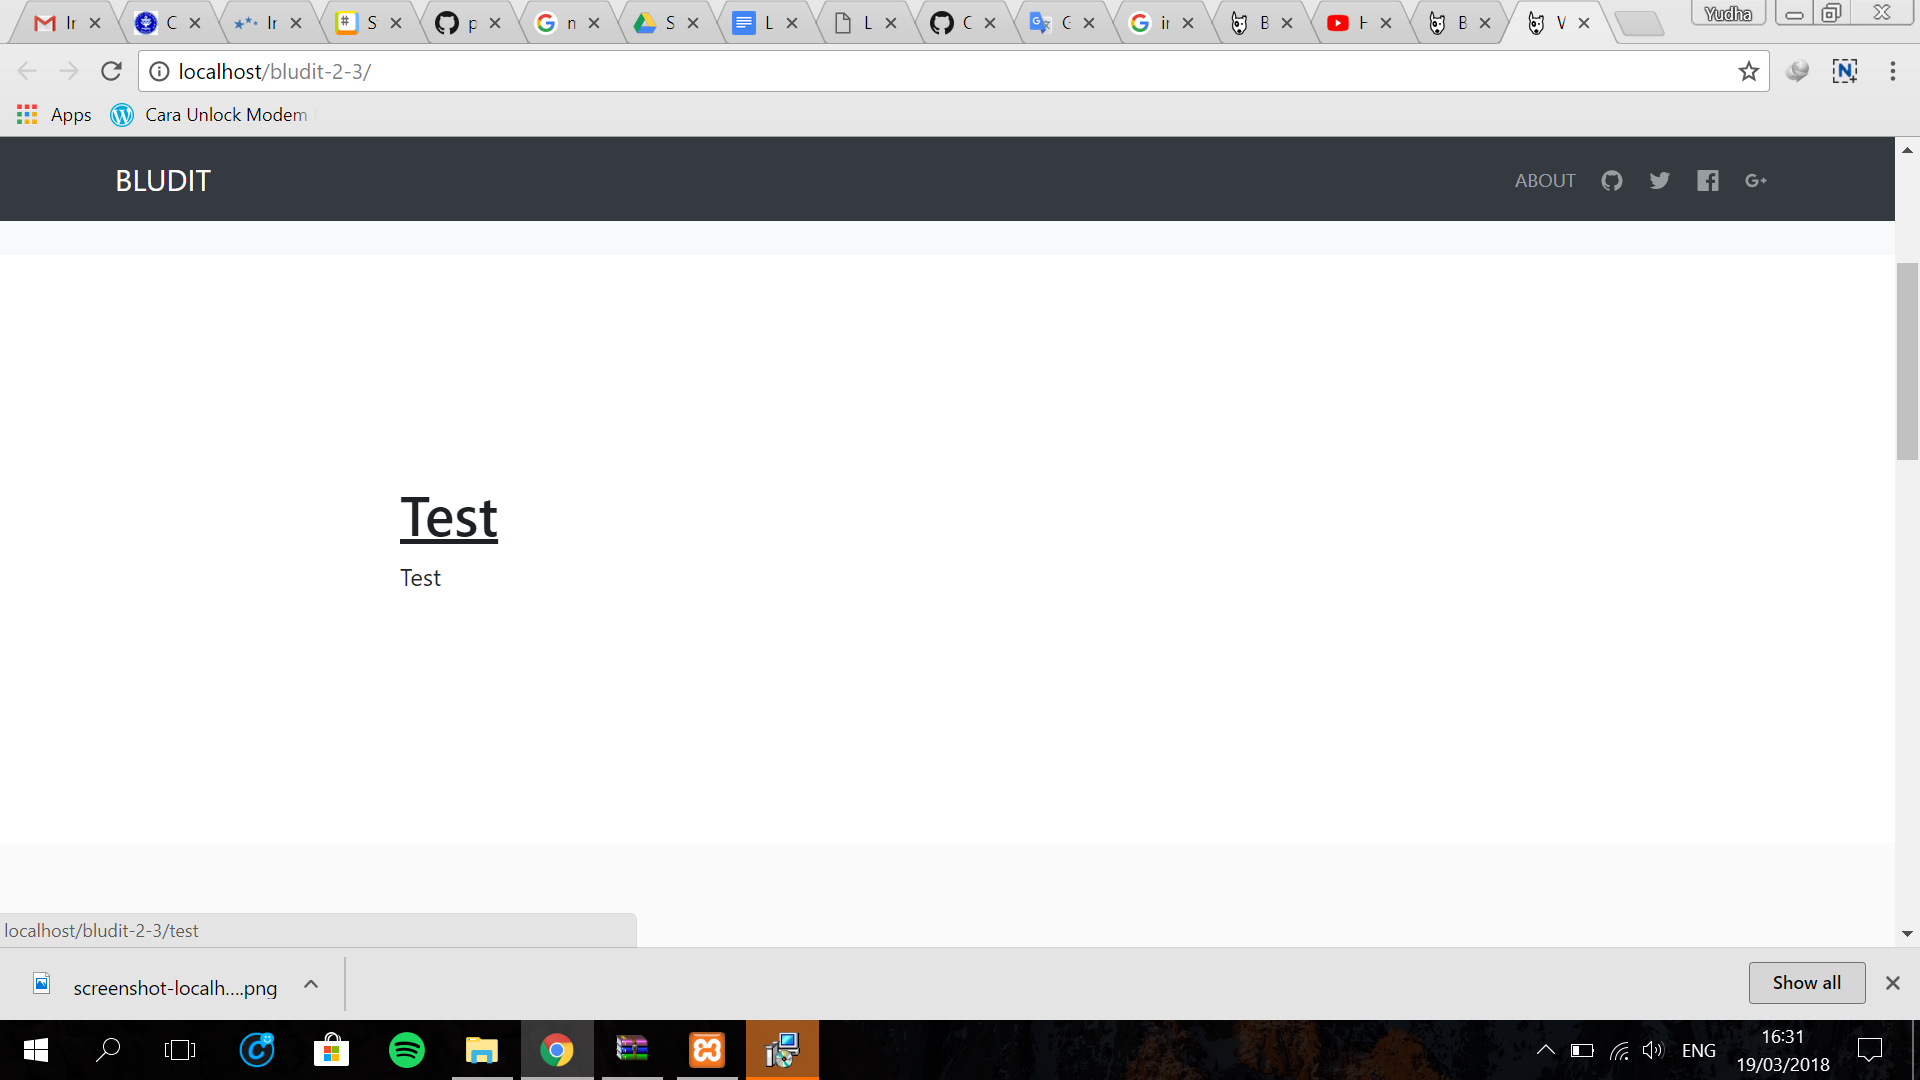 Ir C Ir S p n S L L C C ir B F B V Yudha
localhost/bludit-2-3/
Apps Cara Unlock Modem
BLUDIT ABOUT
Test
Test
localhost/bludit-2-3/test
screenshot-localh....png Show all
16:31
ENG
19/03/2018